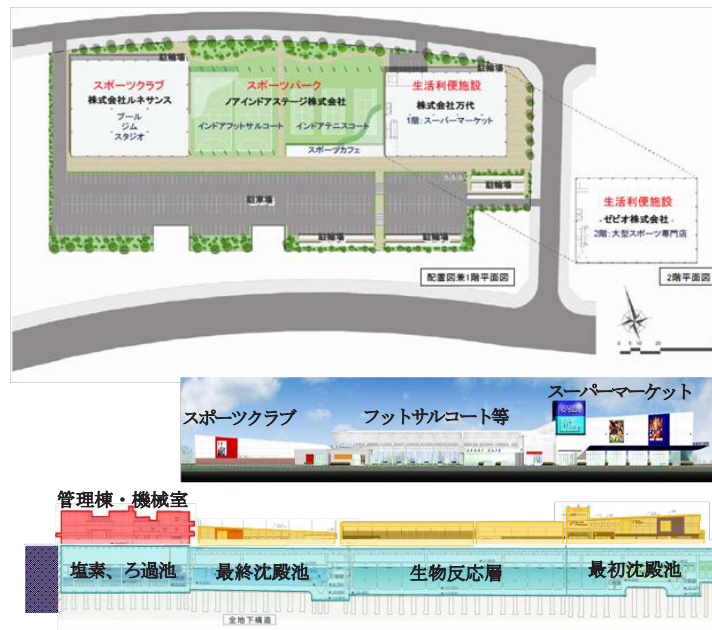 駐輪場
駐輪場
スポーツクラブ
株式会社ルネサンス
プール
ジム
スタジオ
スポーツパーク
ノアインドアステージ株式会社
インドアフットサルコート
インドアテニスコート
スポーツカフェ
生活利便施設
株式会社万代
1階:スーパーマーケット
駐輪場
駐車場
駐輪場
駐輪場
生活利便施設
ゼビオ株式会社
2階:大型スポーツ専門店
配置図兼1階平面図
2階平面図
0 5 10 20
スポーツクラブ
フットサルコート等
スーパーマーケット
管理棟・機械室
塩素、ろ過池
最終沈殿池
生物反応層
最初沈殿池
全地下構造